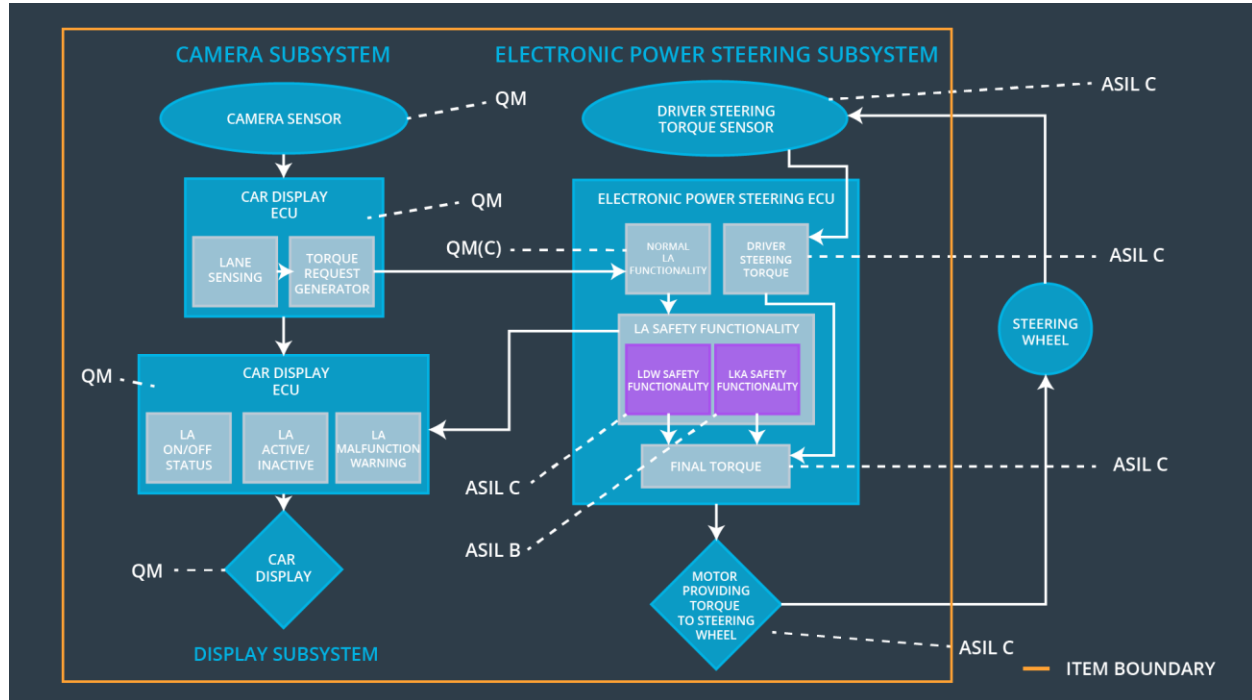 CAMERA SUBSYSTEM
ELECTRONIC POWER STEERING SUBSYSTEM
CAMERA SENSOR
QM
DRIVER STEERING
TORQUE SENSOR
ASIL C
CAR DISPLAY
ECU
QM
LANE
SENSING
TORQUE
REQUEST
GENERATOR
QM(C)
ELECTRONIC POWER STEERING ECU
NORMAL
LA
FUNCTIONALITY
DRIVER
STEERING
TORQUE
ASIL C
LA SAFETY FUNCTIONALITY
LDW SAFETY
FUNCTIONALITY
LKA SAFETY
FUNCTIONALITY
STEERING
WHEEL
QM
CAR DISPLAY
ECU
LA
ON/OFF
STATUS
LA
ACTIVE/
INACTIVE
LA
MALFUNCTION
WARNING
FINAL TORQUE
ASIL C
ASIL C
ASIL B
QM
CAR
DISPLAY
MOTOR
PROVIDING
TORQUE
TO STEERING
WHEEL
ASIL C
DISPLAY SUBSYSTEM
ITEM BOUNDARY